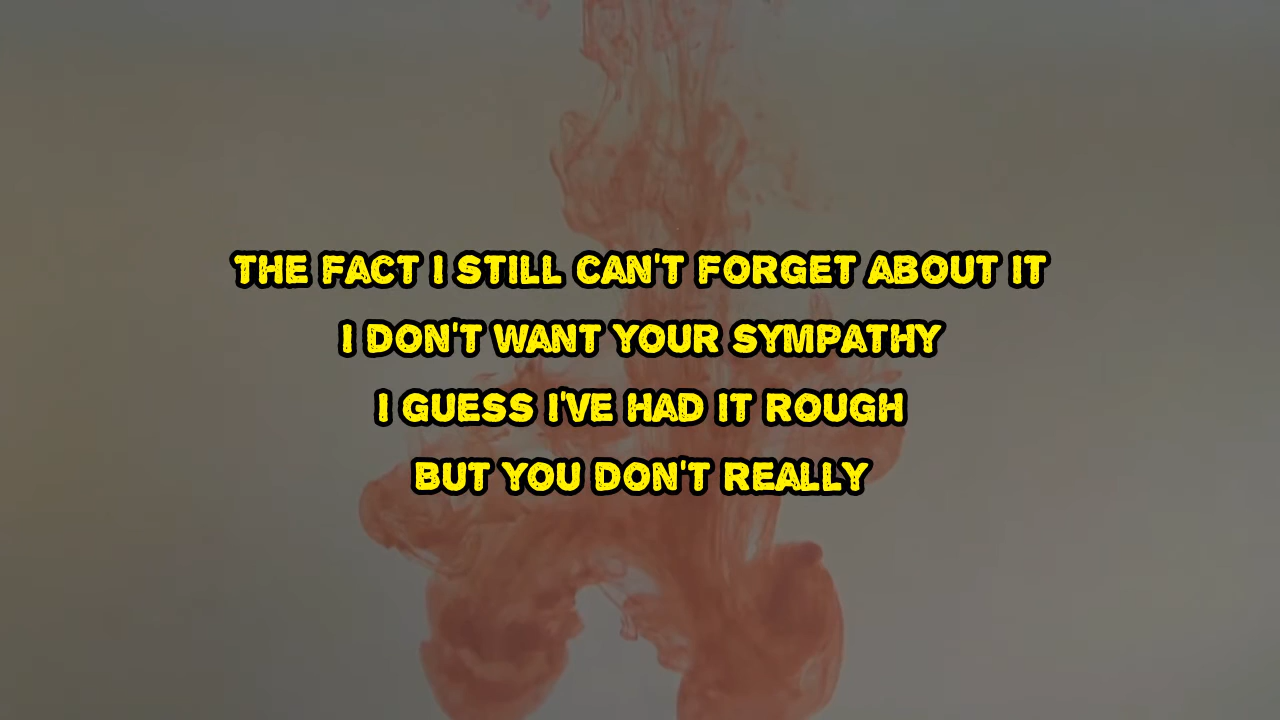 THE FACT I STILL CAN'T FORGET ABOUT IT
I DON'T WANT YOUR SYMPATHY
I GUESS I'VE HAD IT ROUGH
BUT YOU DON'T REALLY